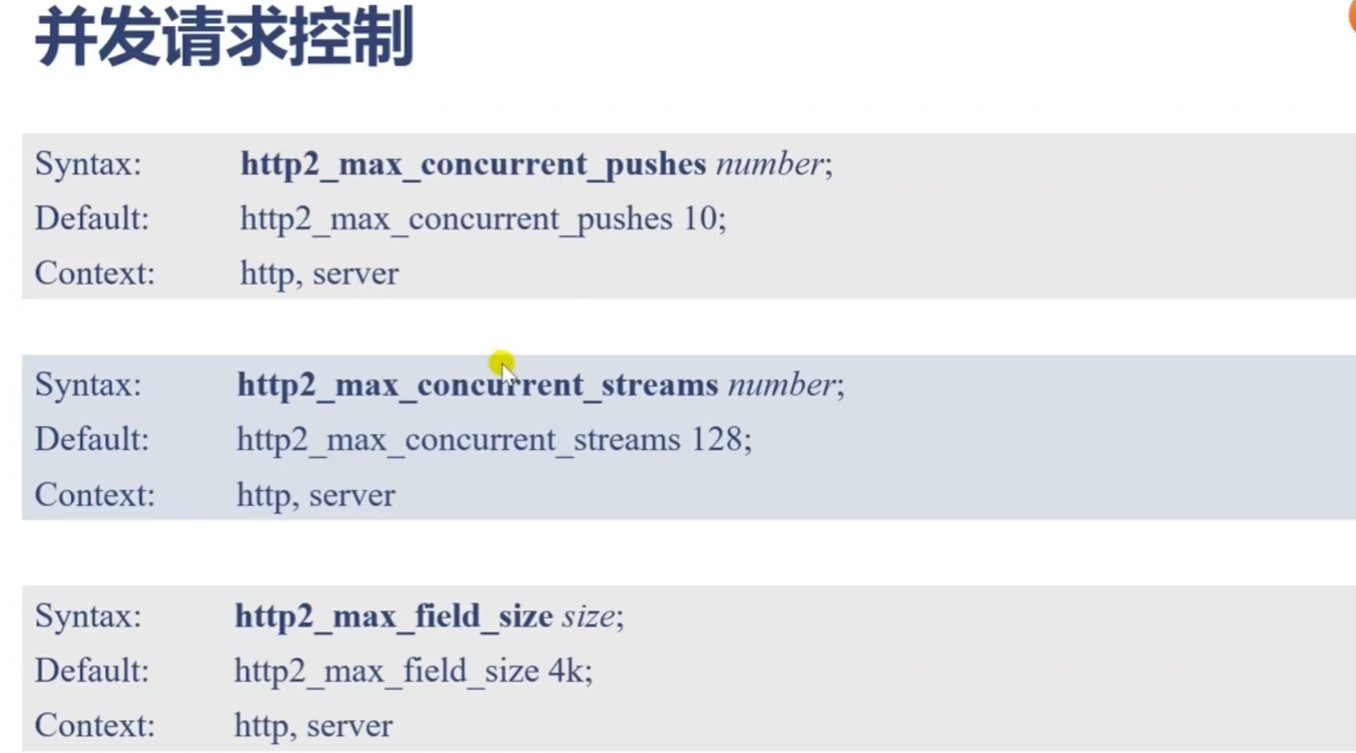 并发请求控制
Syntax: http2_max_concurrent_pushes number;
Default: http2_max_concurrent_pushes 10;
Context: http, server
Syntax: http2_max_concurrent_streams number;
Default: http2_max_concurrent_streams 128;
Context: http, server
Syntax: http2_max_field_size size;
Default: http2_max_field_size 4k;
Context: http, server